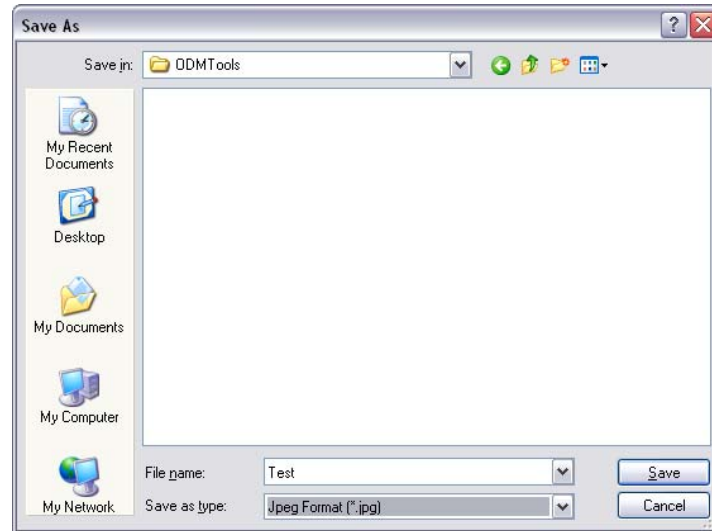 Save As
Save in:
ODMTools
My Recent
Documents
Desktop
My Documents
My Computer
My Network
File name:
Test
Save
Save as type:
Jpeg Format (*.jpg)
Cancel